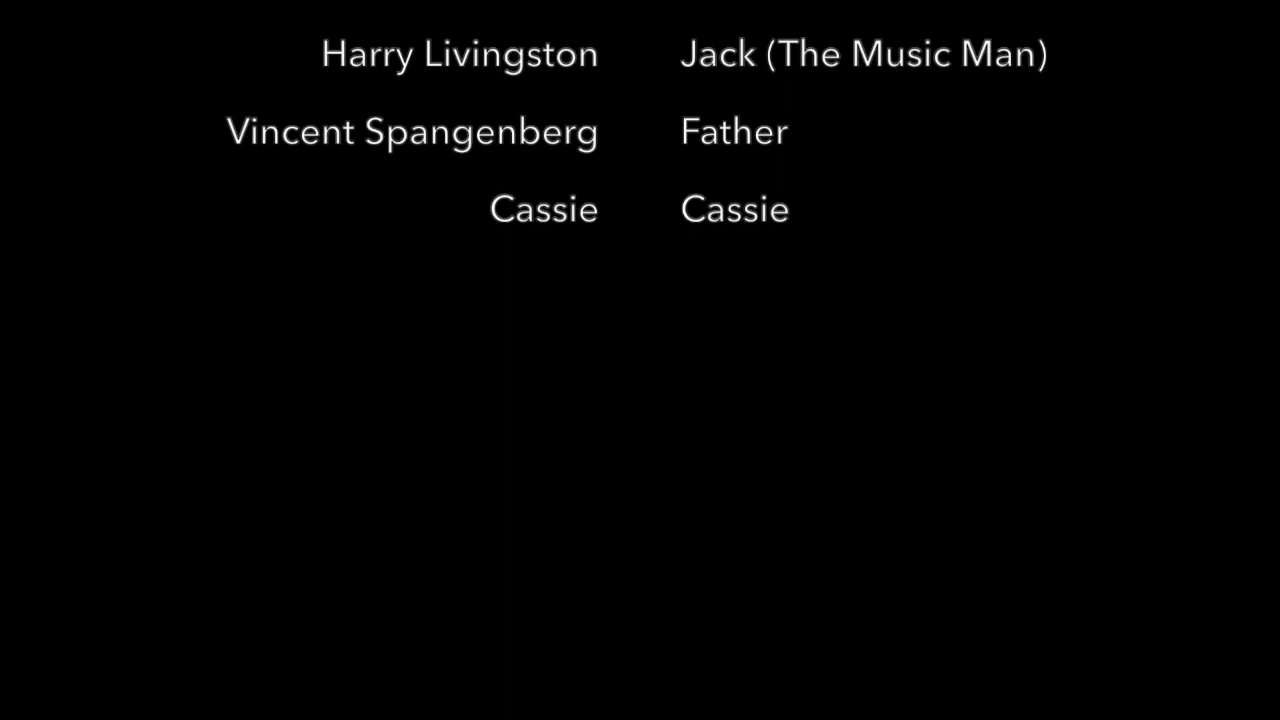 Harry Livingston Jack (The Music Man)
Vincent Spangenberg Father
Cassie Cassie